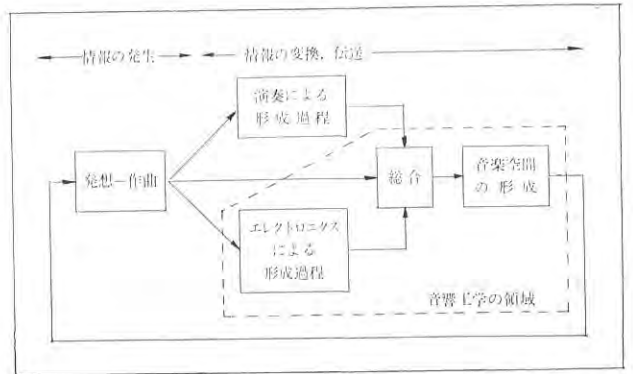 情報の発生
情報の変換，伝送
演奏による
形成過程
発想－作曲
総合
音楽空間
の形成
エレクトロニクス
による
形成過程
音響工学の領域